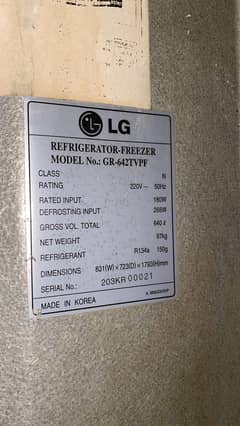 LG
REFRIGERATOR-FREEZER
MODEL No.: GR-642TVPF
CLASS N
RATING 220V~ 50Hz
RATED INPUT 180W
DEFROSTING INPUT 266W
GROSS VOL. TOTAL 640 ℓ
NET WEIGHT 97kg
REFRIGERANT R134a 150g
DIMENSIONS 831(W)×723(D)×1793(H)mm
SERIAL No.: 203KR00021
MADE IN KOREA